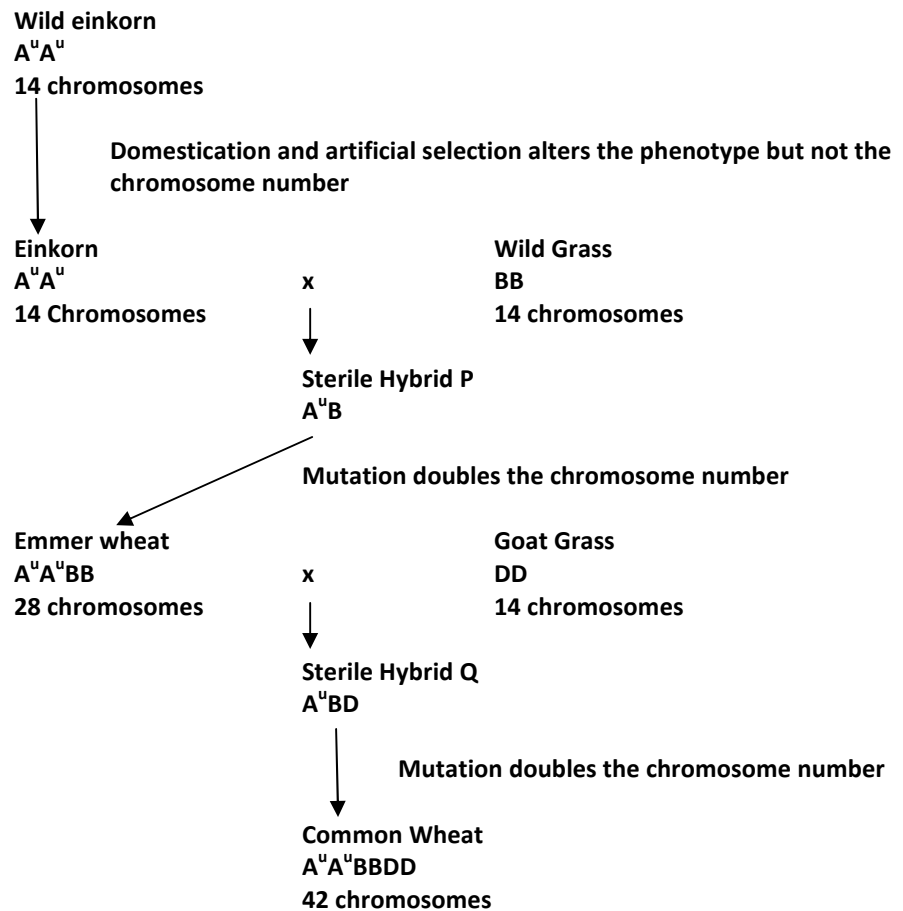 Wild einkorn
AᵘAᵘ
14 chromosomes
Domestication and artificial selection alters the phenotype but not the
chromosome number
Einkorn
AᵘAᵘ
14 Chromosomes
x
Wild Grass
BB
14 chromosomes
Sterile Hybrid P
AᵘB
Mutation doubles the chromosome number
Emmer wheat
AᵘAᵘBB
28 chromosomes
x
Goat Grass
DD
14 chromosomes
Sterile Hybrid Q
AᵘBD
Mutation doubles the chromosome number
Common Wheat
AᵘAᵘBBDD
42 chromosomes